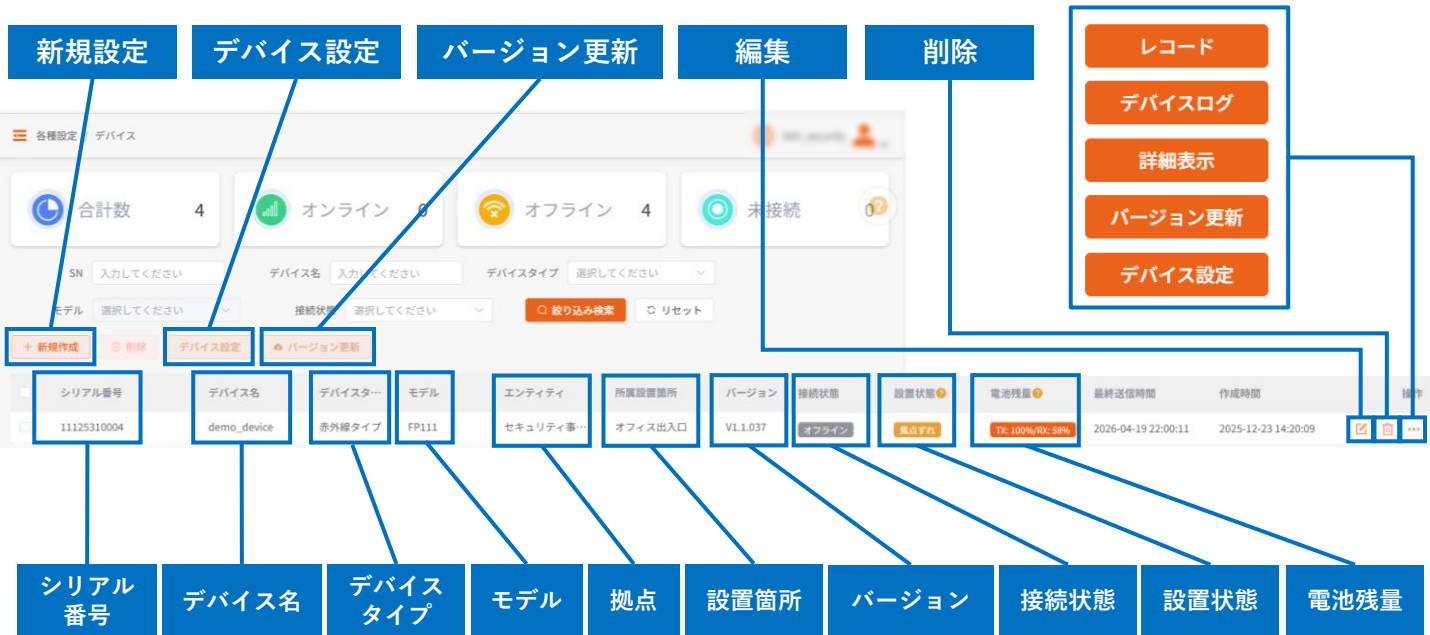 新規設定
デバイス設定
バージョン更新
編集
削除
レコード
デバイスログ
詳細表示
バージョン更新
デバイス設定
各種設定 / デバイス
合計数 4
オンライン 0
オフライン 4
未接続 0
SN 入力してください デバイス名 入力してください デバイスタイプ 選択してください
モデル 選択してください 接続状態 選択してください 絞り込み検索 リセット
+ 新規作成 削除 デバイス設定 バージョン更新
シリアル番号 デバイス名 デバイスタ… モデル エンティティ 所属設置箇所 バージョン 接続状態 設置状態 電池残量 最終送信時間 作成時間 操作
11125310004 demo_device 赤外線タイプ FP111 セキュリティ事… オフィス出入口 V1.1.037 オフライン 焦点ずれ TX: 100%/RX: 58% 2026-04-19 22:00:11 2025-12-23 14:20:09
シリアル
番号
デバイス名
デバイス
タイプ
モデル
拠点
設置箇所
バージョン
接続状態
設置状態
電池残量